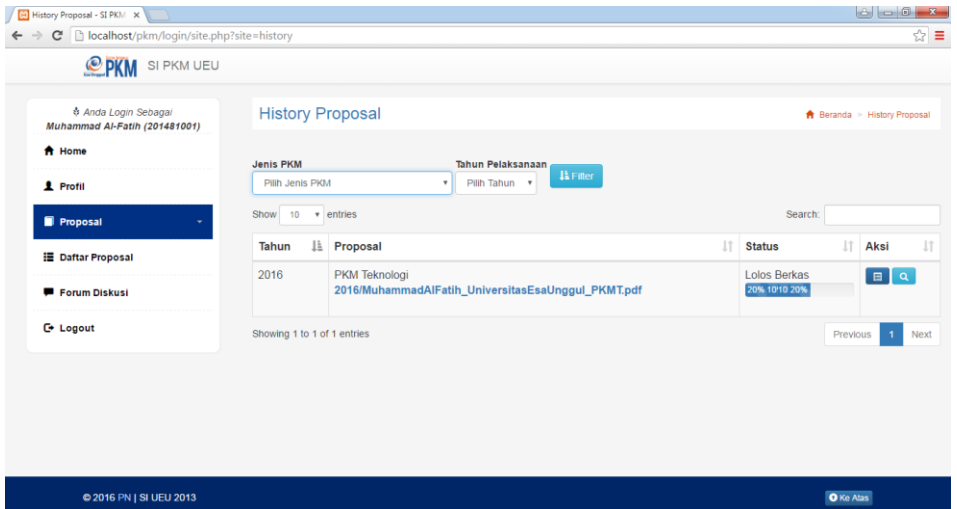 History Proposal - SI PKM
localhost/pkm/login/site.php?site=history
PKM SI PKM UEU
Anda Login Sebagai
Muhammad Al-Fatih (201481001)
Home
Profil
Proposal
Daftar Proposal
Forum Diskusi
Logout
History Proposal
Beranda > History Proposal
Jenis PKM Tahun Pelaksanaan
Pilih Jenis PKM Pilih Tahun Filter
Show 10 entries Search:
Tahun Proposal Status Aksi
2016 PKM Teknologi Lolos Berkas
2016/MuhammadAlFatih_UniversitasEsaUnggul_PKMT.pdf 20% 20%
Showing 1 to 1 of 1 entries Previous 1 Next
© 2016 PN | SI UEU 2013 Ke Atas